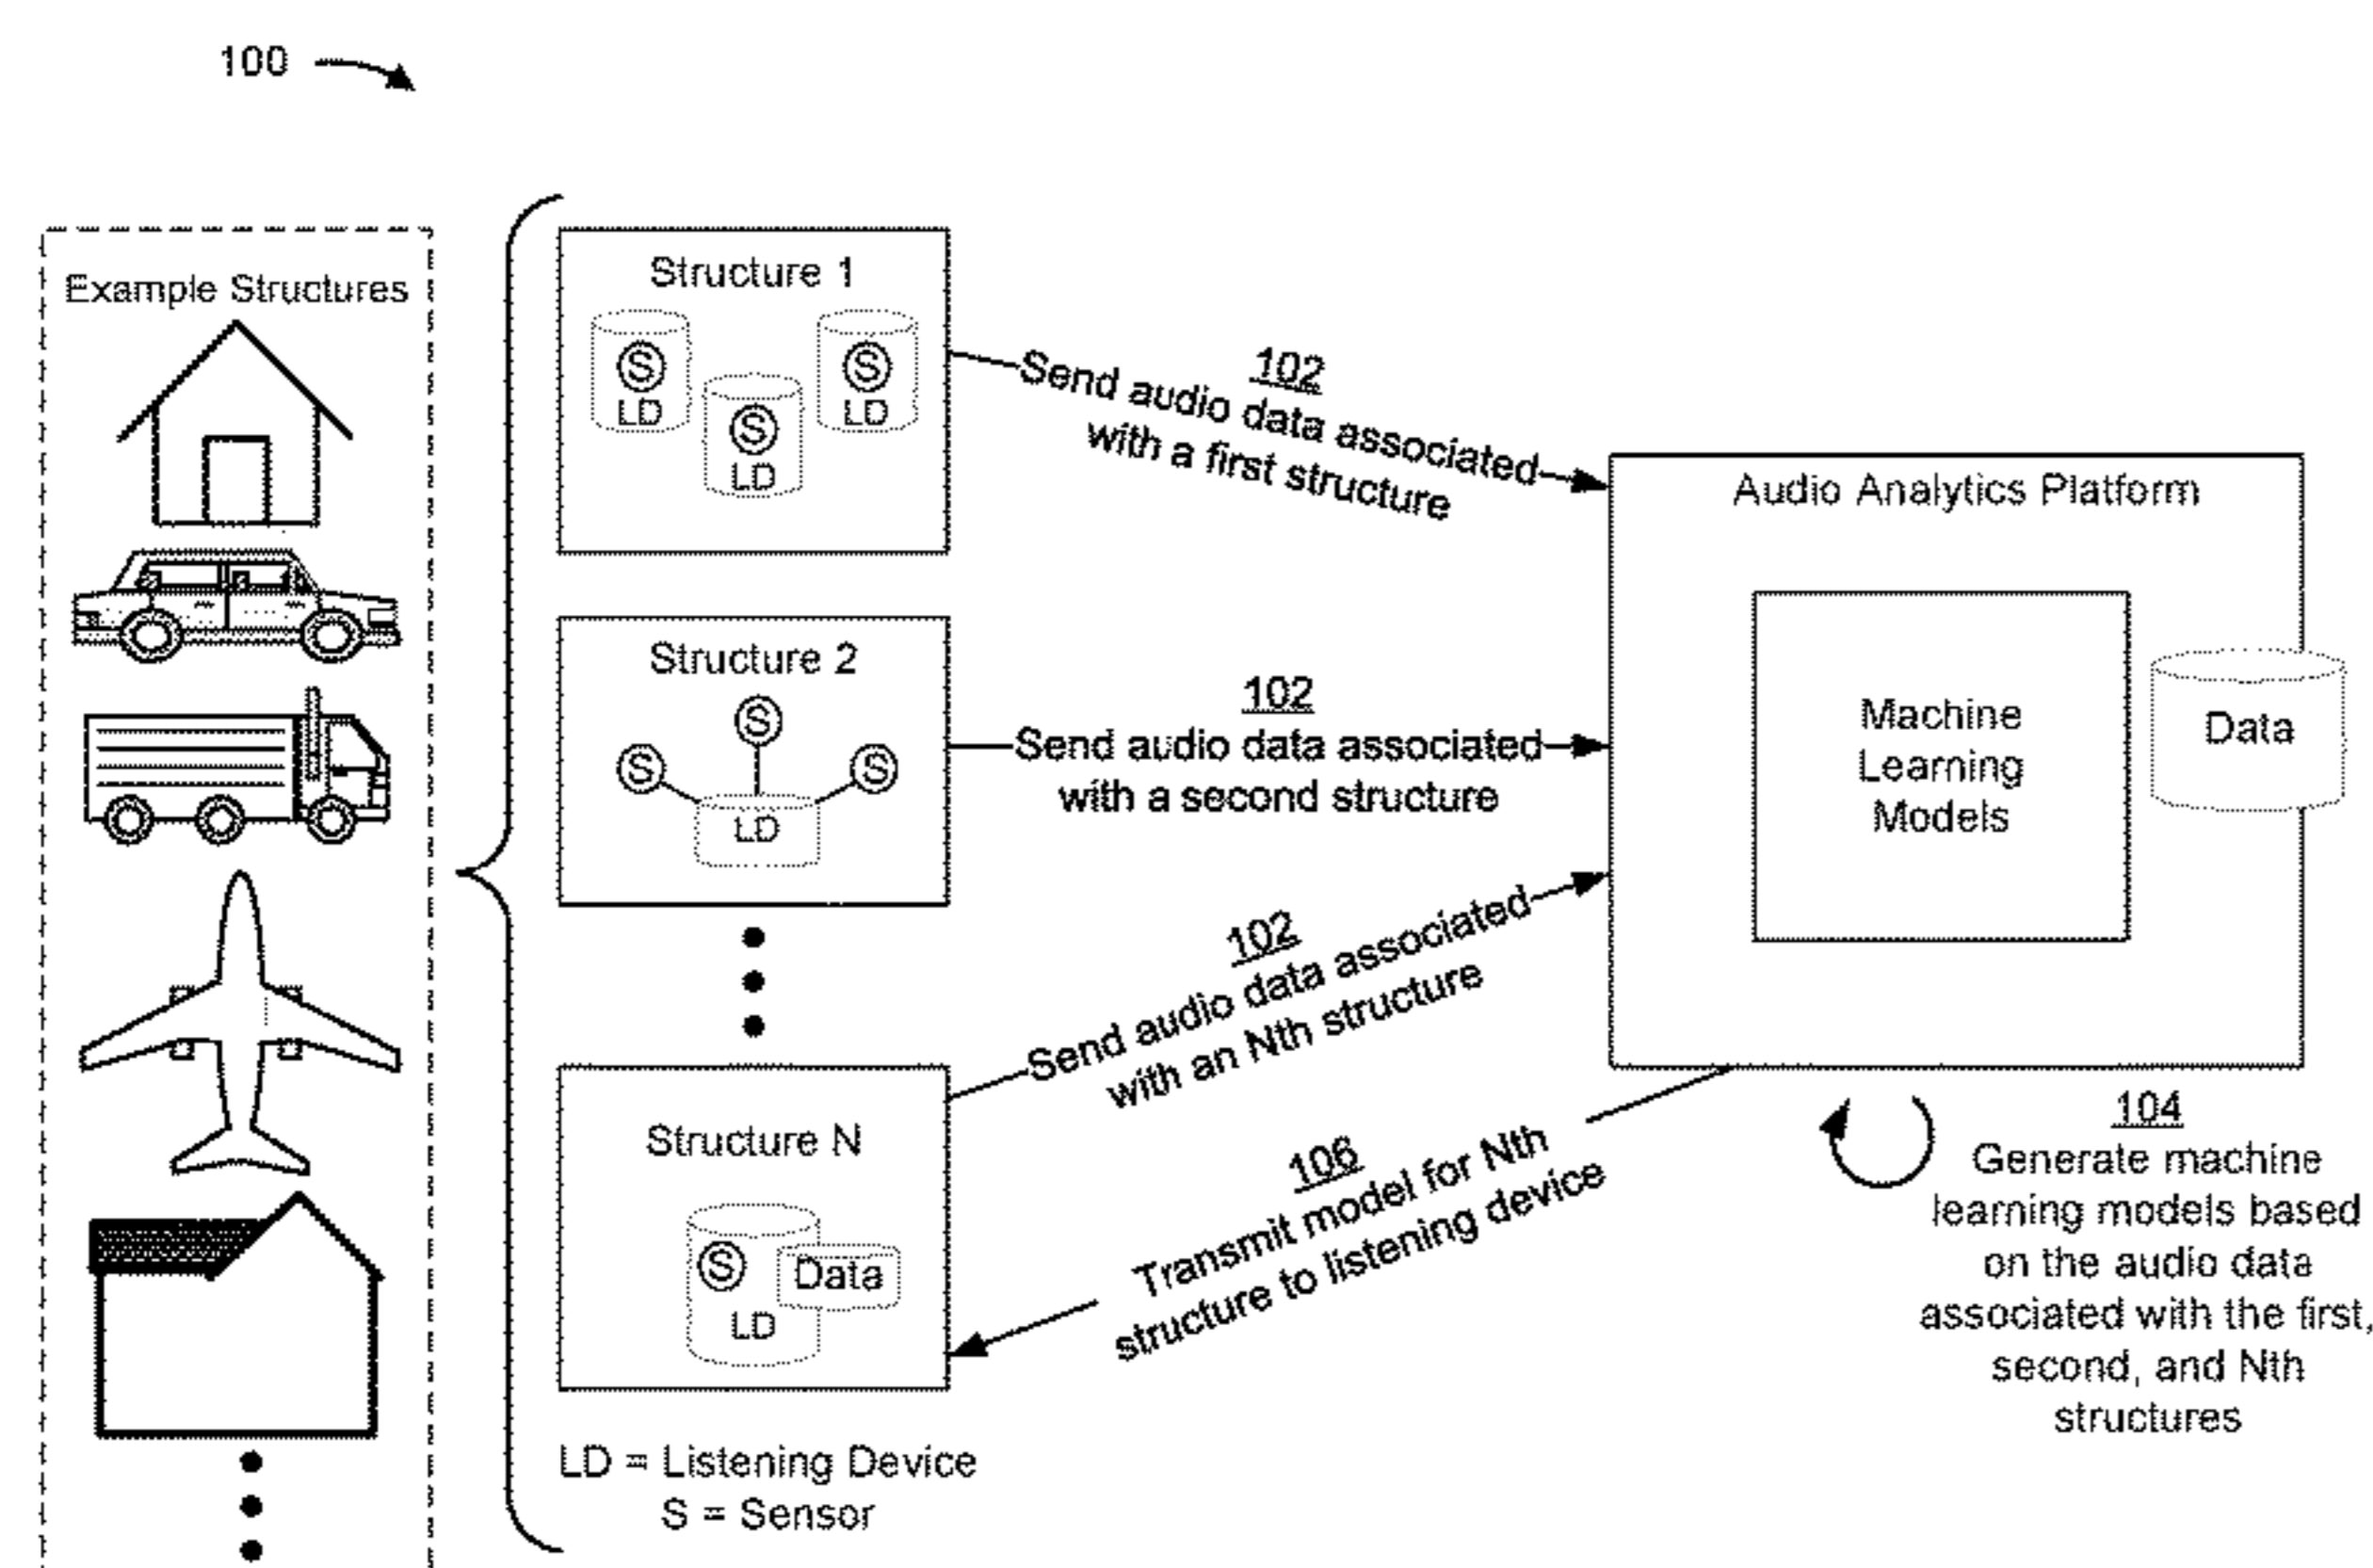 100
Example Structures
Structure 1
S
LD
S
LD
S
LD
102
Send audio data associated
with a first structure
Structure 2
S
S
S
LD
102
Send audio data associated
with a second structure
Structure N
S
Data
LD
102
Send audio data associated
with an Nth structure
106
Transmit model for Nth
structure to listening device
LD = Listening Device
S = Sensor
Audio Analytics Platform
Machine
Learning
Models
Data
104
Generate machine
learning models based
on the audio data
associated with the first,
second, and Nth
structures